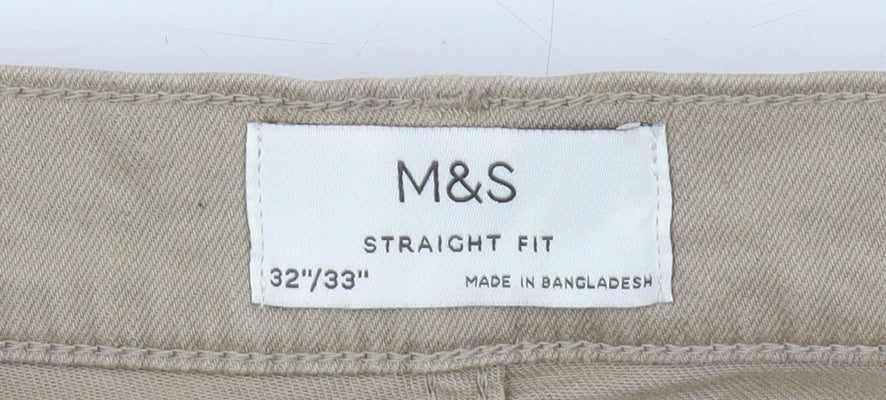 M&S
STRAIGHT FIT
32"/33" MADE IN BANGLADESH